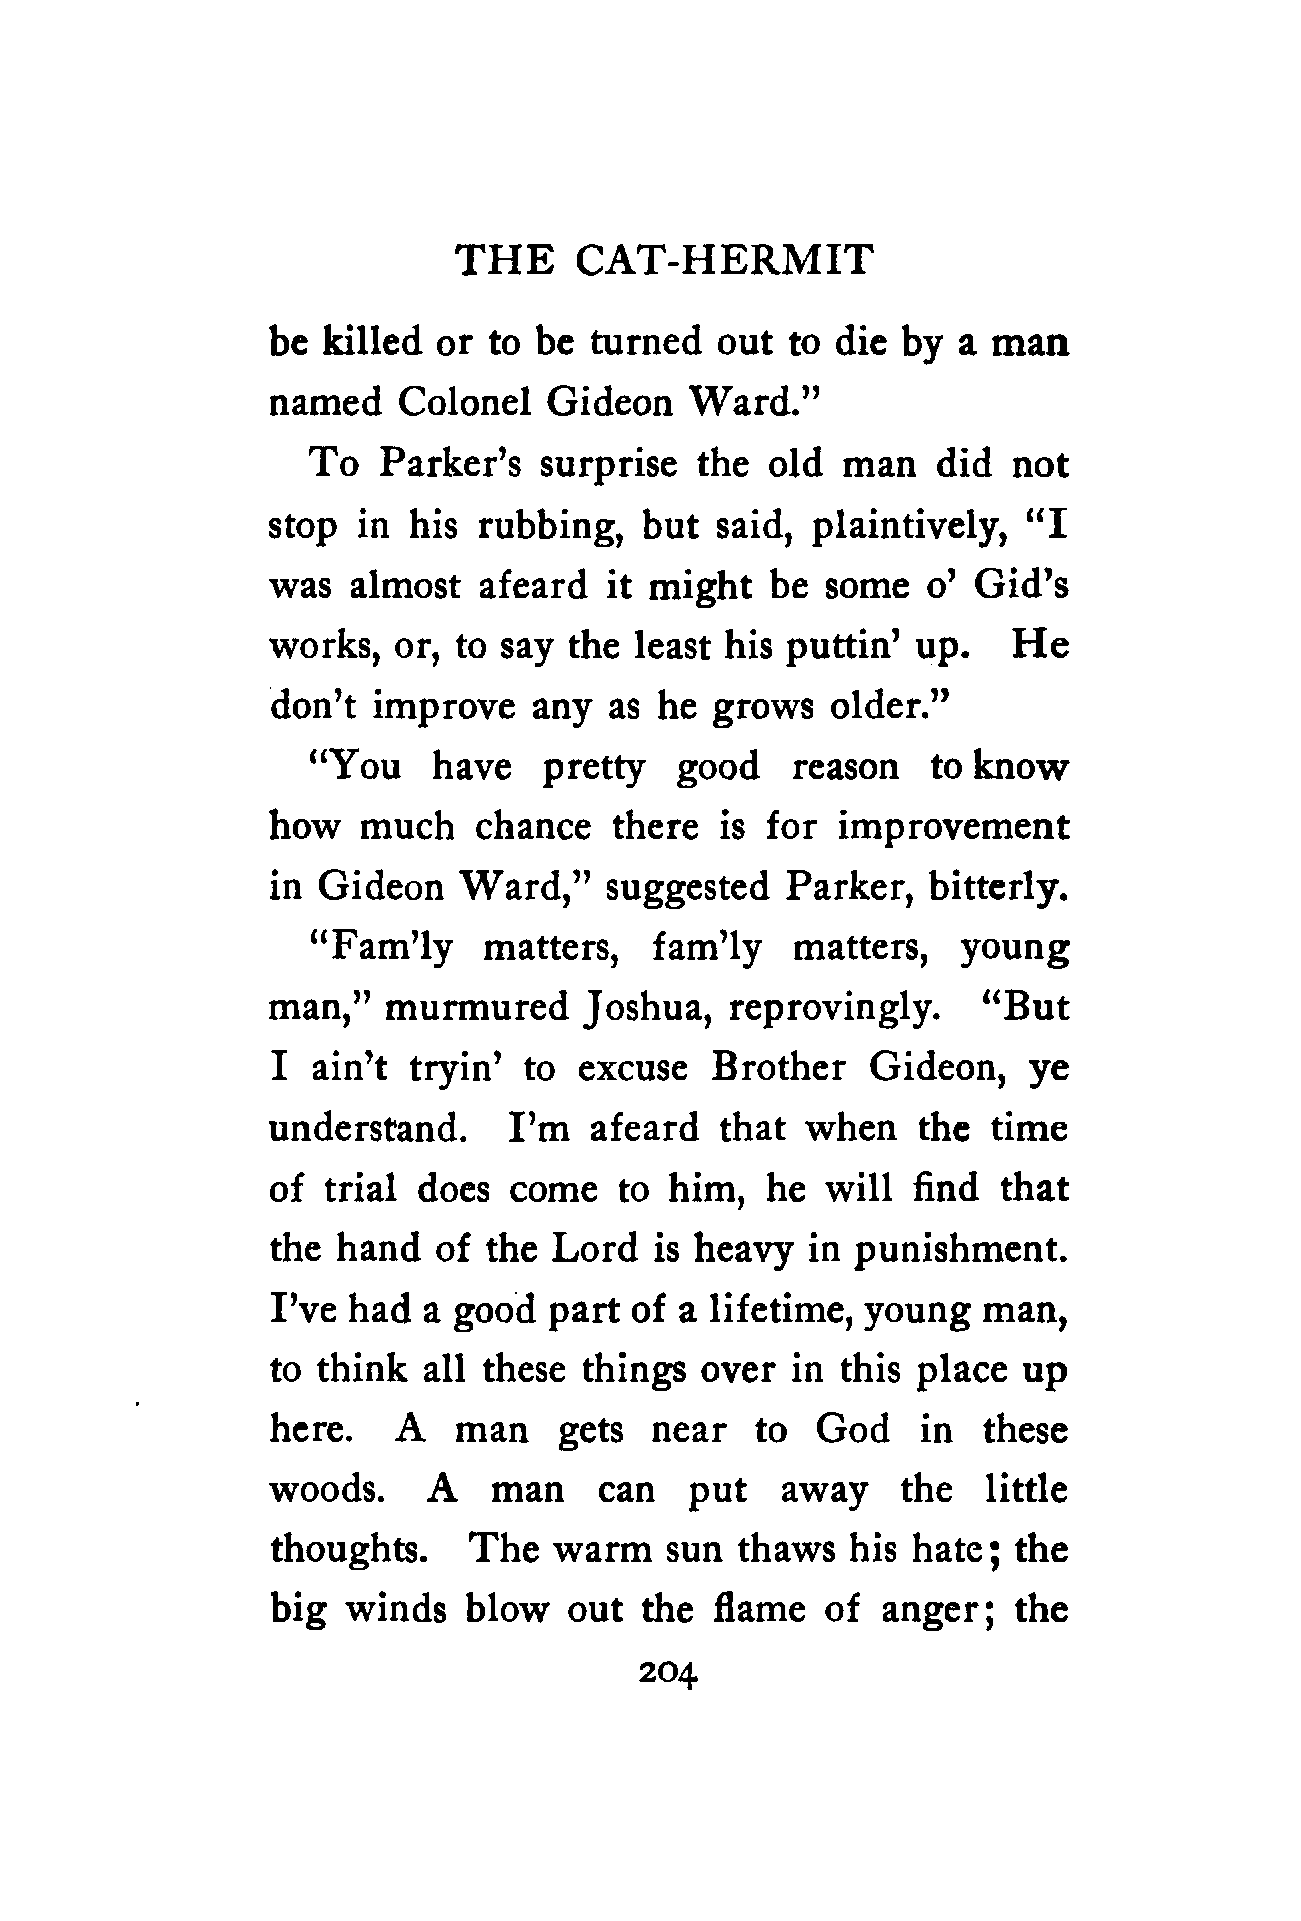 THE CAT-HERMIT
be killed or to be turned out to die by a man
named Colonel Gideon Ward.”
To Parker’s surprise the old man did not
stop in his rubbing, but said, plaintively, “I
was almost afeard it might be some o’ Gid’s
works, or, to say the least his puttin’ up. He
don’t improve any as he grows older.”
“You have pretty good reason to know
how much chance there is for improvement
in Gideon Ward,” suggested Parker, bitterly.
“Fam’ly matters, fam’ly matters, young
man,” murmured Joshua, reprovingly. “But
I ain’t tryin’ to excuse Brother Gideon, ye
understand. I’m afeard that when the time
of trial does come to him, he will find that
the hand of the Lord is heavy in punishment.
I’ve had a good part of a lifetime, young man,
to think all these things over in this place up
here. A man gets near to God in these
woods. A man can put away the little
thoughts. The warm sun thaws his hate; the
big winds blow out the flame of anger; the
204